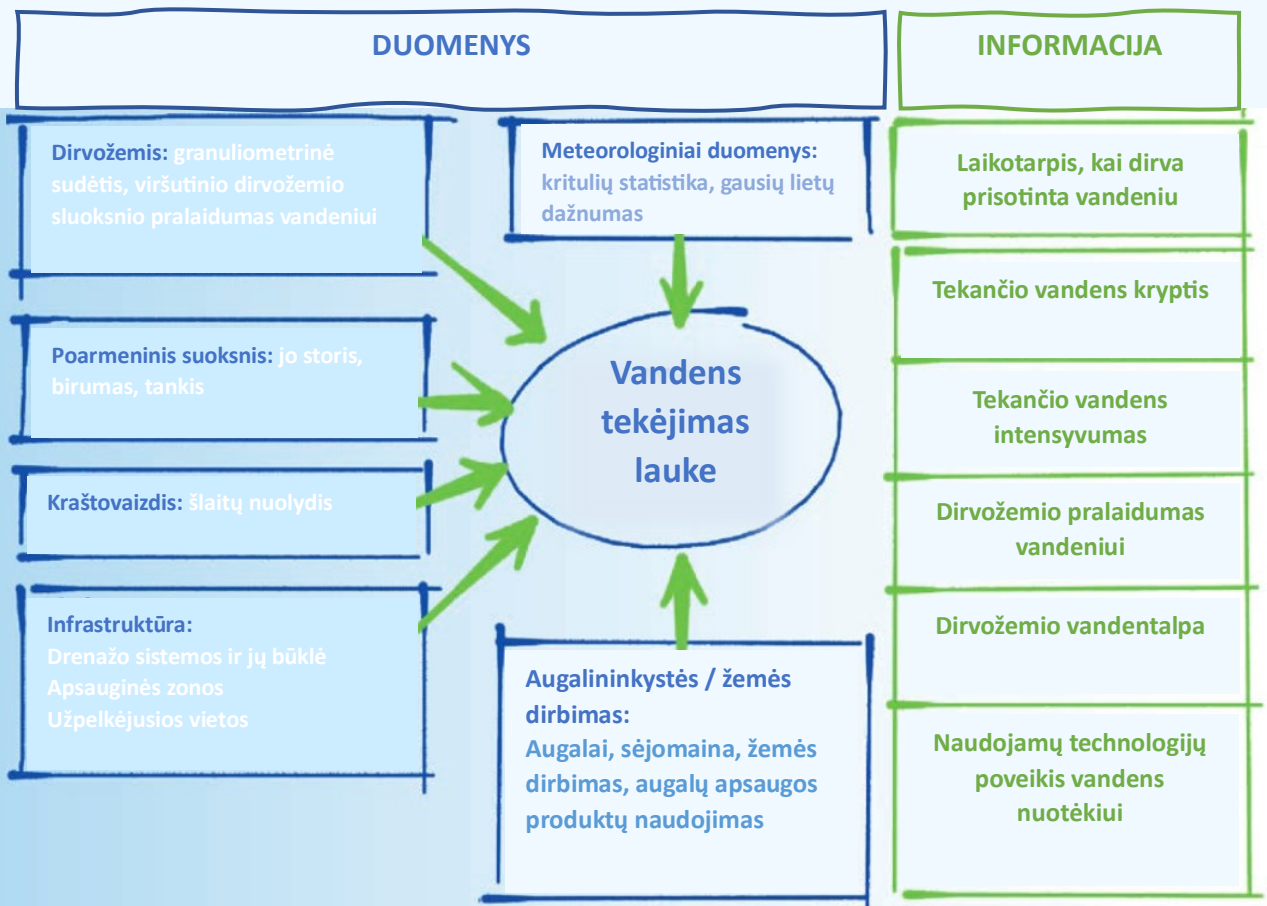 DUOMENYS
INFORMACIJA
Dirvožemis: granuliometrinė
sudėtis, viršutinio dirvožemio
sluoksnio pralaidumas vandeniui
Poarmeninis suoksnis: jo storis,
birumas, tankis
Kraštovaizdis: šlaitų nuolydis
Infrastruktūra:
Drenažo sistemos ir jų būklė
Apsauginės zonos
Užpelkėjusios vietos
Meteorologiniai duomenys:
kritulių statistika, gausių lietų
dažnumas
Vandens
tekėjimas
lauke
Augalininkystės / žemės
dirbimas:
Augalai, sėjomaina, žemės
dirbimas, augalų apsaugos
produktų naudojimas
Laikotarpis, kai dirva
prisotinta vandeniu
Tekančio vandens kryptis
Tekančio vandens
intensyvumas
Dirvožemio pralaidumas
vandeniui
Dirvožemio vandentalpa
Naudojamų technologijų
poveikis vandens
nuotėkiui